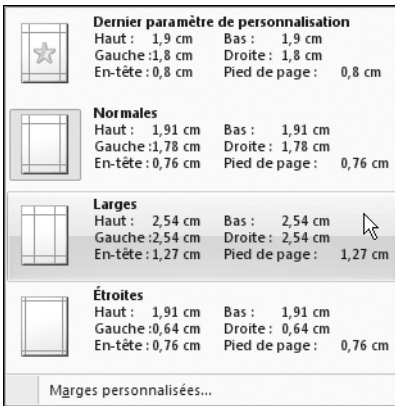 Dernier paramètre de personnalisation
Haut : 1,9 cm Bas : 1,9 cm
Gauche :1,8 cm Droite : 1,8 cm
En-tête : 0,8 cm Pied de page : 0,8 cm
Normales
Haut : 1,91 cm Bas : 1,91 cm
Gauche :1,78 cm Droite : 1,78 cm
En-tête : 0,76 cm Pied de page : 0,76 cm
Larges
Haut : 2,54 cm Bas : 2,54 cm
Gauche :2,54 cm Droite : 2,54 cm
En-tête : 1,27 cm Pied de page : 1,27 cm
Étroites
Haut : 1,91 cm Bas : 1,91 cm
Gauche :0,64 cm Droite : 0,64 cm
En-tête : 0,76 cm Pied de page : 0,76 cm
Marges personnalisées...